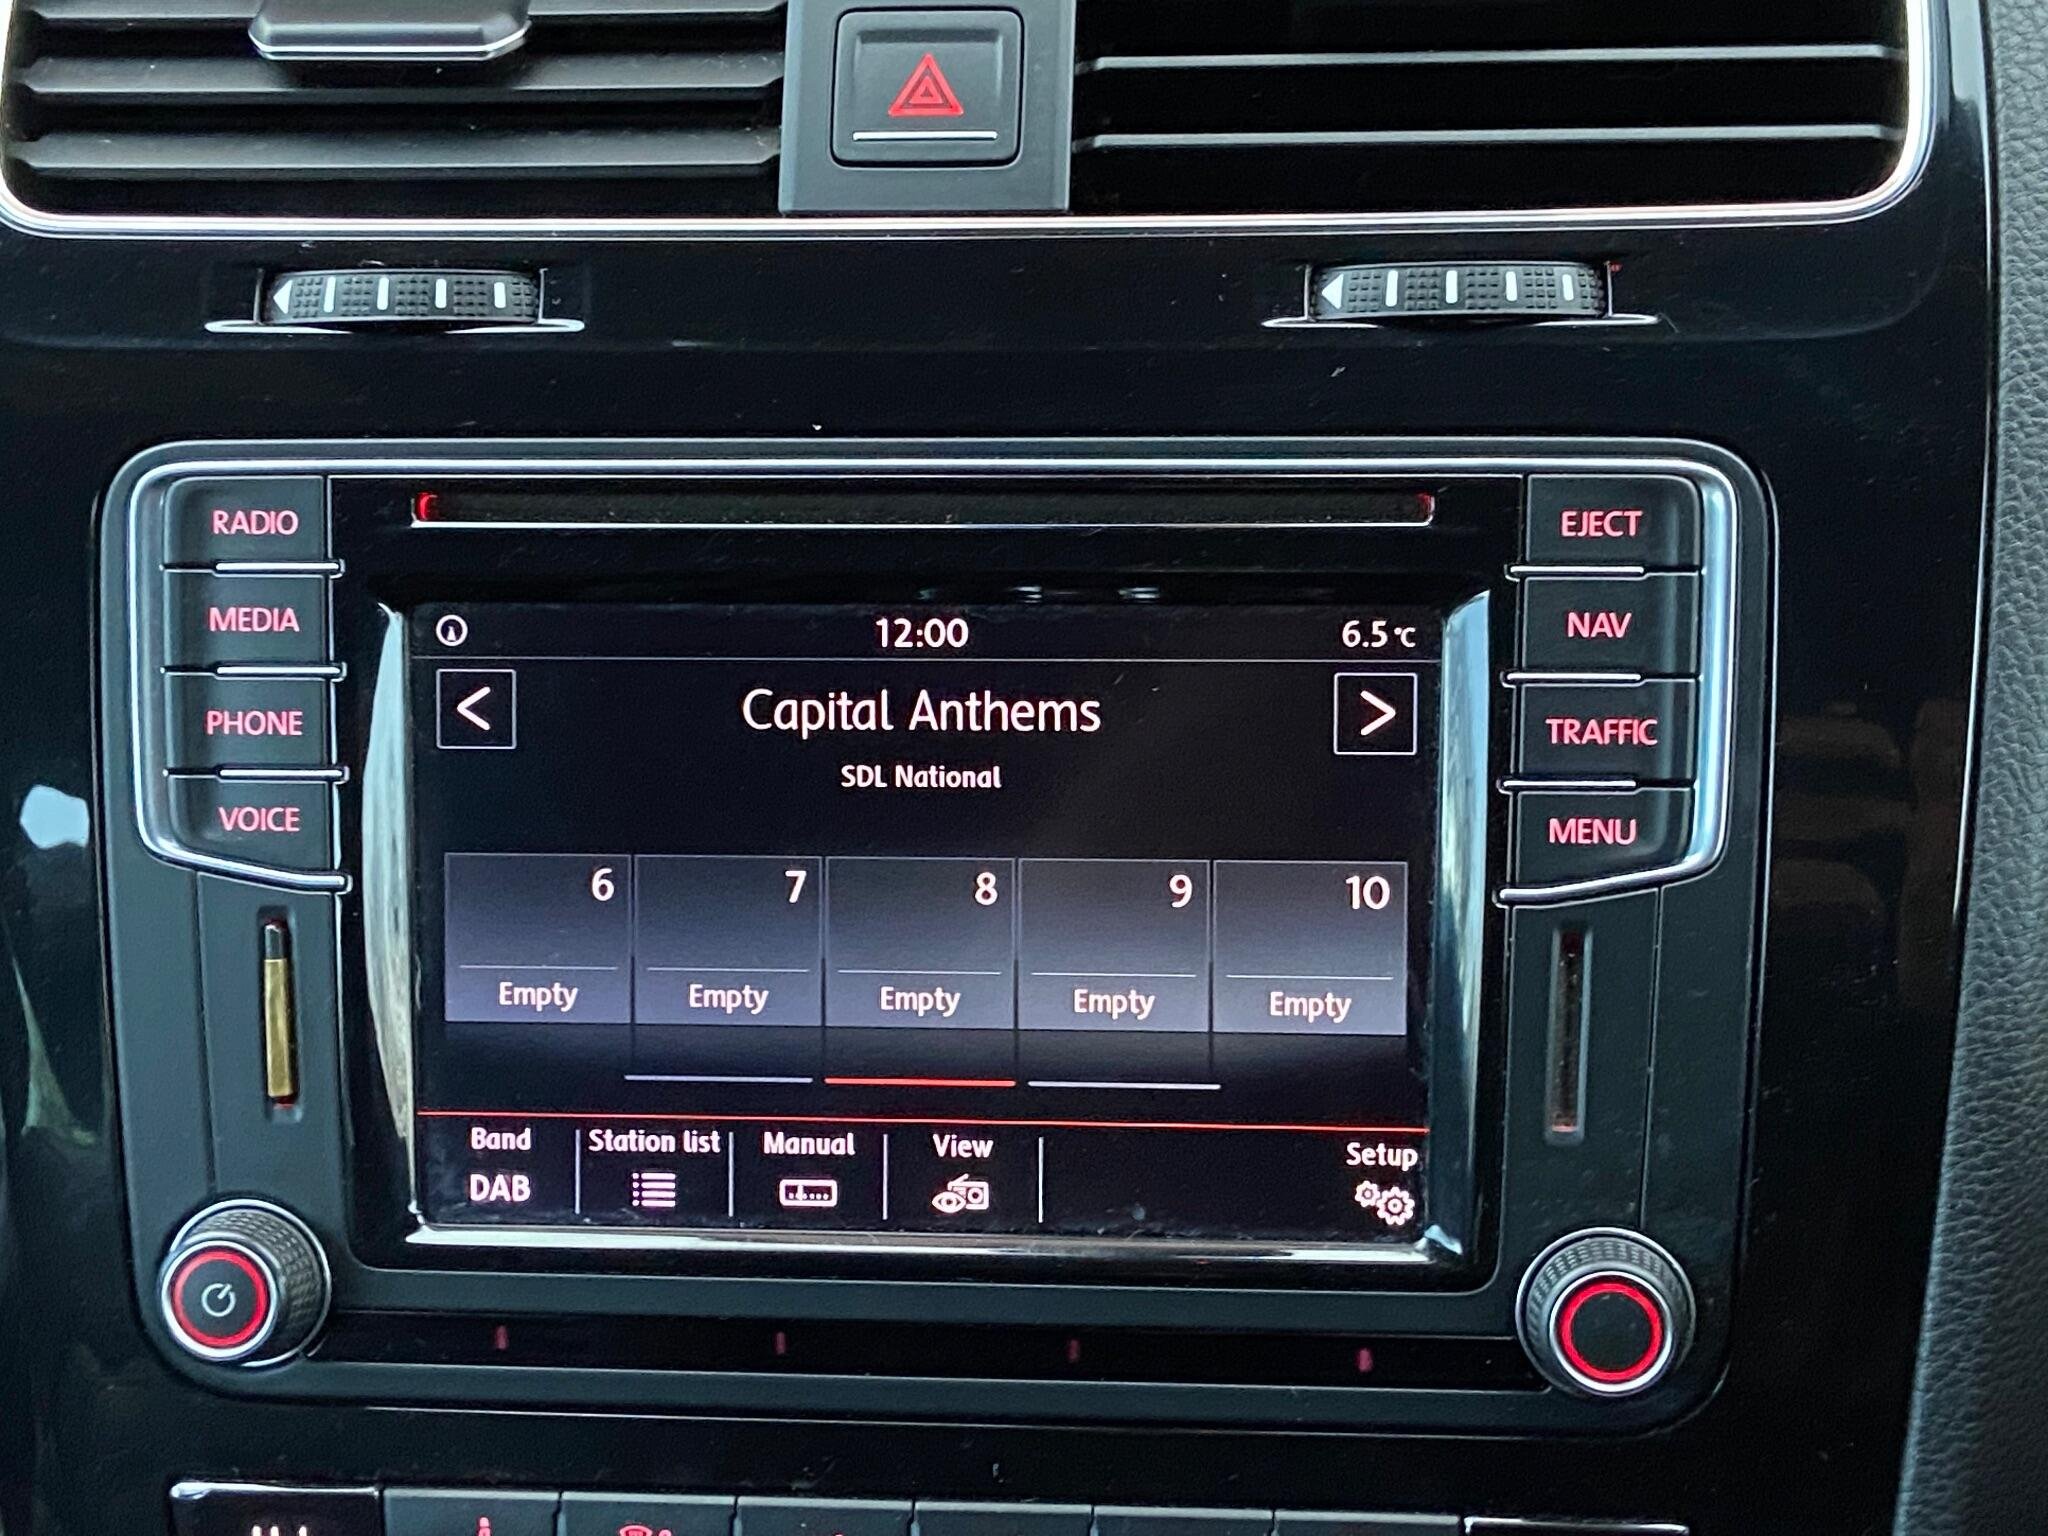 RADIO
MEDIA
PHONE
VOICE
EJECT
NAV
TRAFFIC
MENU
12:00
6.5°C
< Capital Anthems >
SDL National
6 7 8 9 10
Empty Empty Empty Empty Empty
Band Station list Manual View Setup
DAB